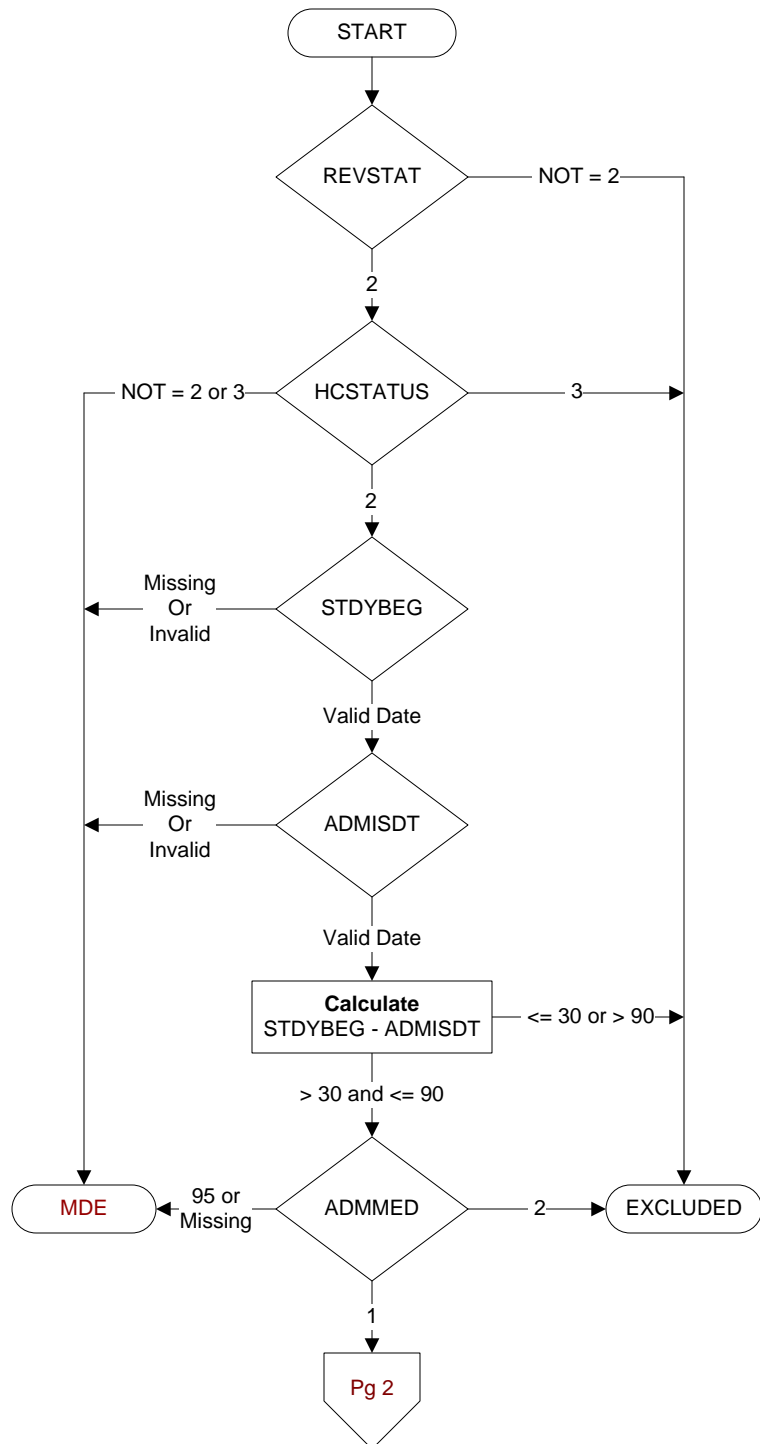 START
REVSTAT
NOT = 2
2
NOT = 2 or 3
HCSTATUS
3
2
Missing
Or
Invalid
STDYBEG
Valid Date
Missing
Or
Invalid
ADMISDT
Valid Date
Calculate
STDYBEG - ADMISDT
<= 30 or > 90
> 30 and <= 90
MDE
95 or
Missing
ADMMED
2
EXCLUDED
1
Pg 2